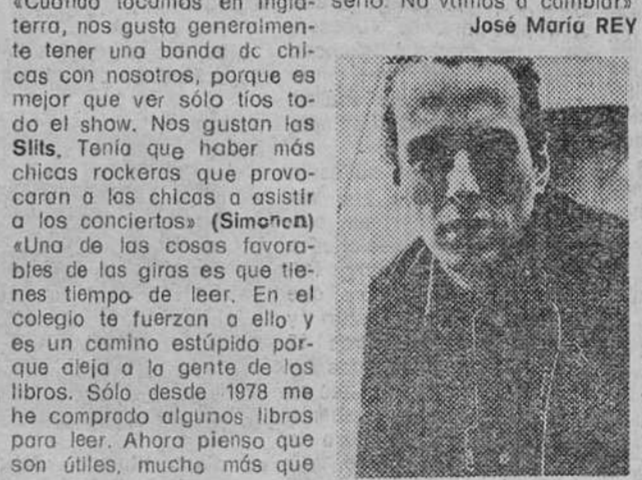 «Cuando tocamos en Ingla-
terra, nos gusta generalmen-
te tener una banda de chi-
cas con nosotros, porque es
mejor que ver sólo tíos to-
do el show. Nos gustan las
Slits. Tenía que haber más
chicas rockeras que provo-
caran a las chicas a asistir
a los conciertos» (Simonon)
«Una de las cosas favora-
bles de las giras es que tie-
nes tiempo de leer. En el
colegio te fuerzan a ello y
es un camino estúpido por-
que aleja a la gente de los
libros. Sólo desde 1978 me
he comprado algunos libros
para leer. Ahora pienso que
son útiles, mucho más que
serio. No vamos a cambiar»
José María REY